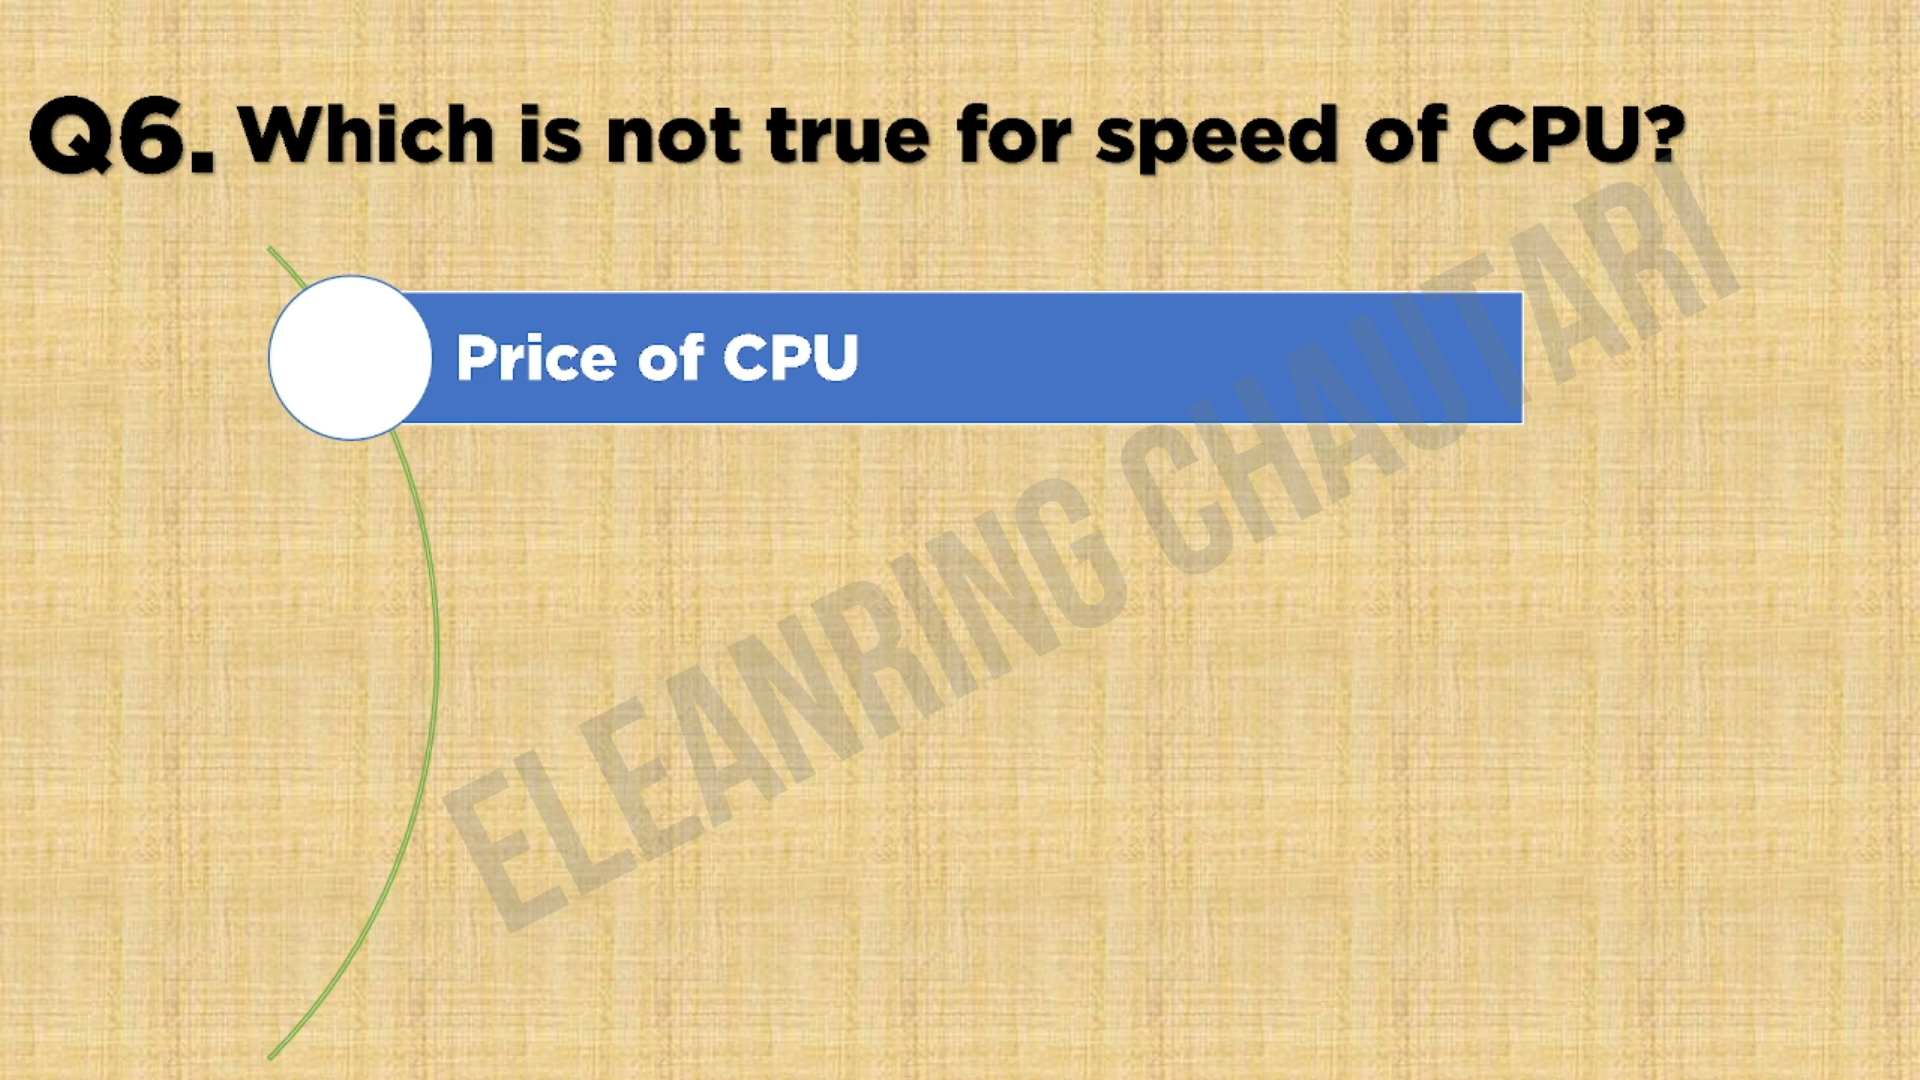 Q6. Which is not true for speed of CPU?
Price of CPU
ELEANRING CHAUTARI